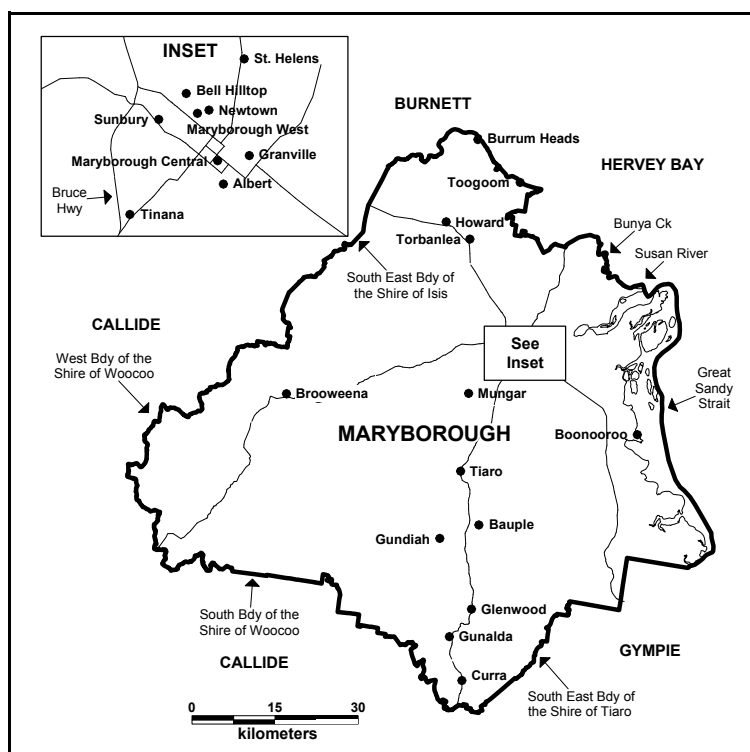 INSET
St. Helens
Bell Hilltop
Newtown
Sunbury
Maryborough West
Maryborough Central
Granville
Albert
Bruce
Hwy
Tinana
BURNETT
Burrum Heads
HERVEY BAY
Toogoom
Bunya Ck
Howard
Torbanlea
Susan River
South East Bdy of
the Shire of Isis
CALLIDE
See
Inset
West Bdy of the
Shire of Woocoo
Great
Sandy
Strait
Brooweena
Mungar
MARYBOROUGH
Boonooroo
Tiaro
Bauple
Gundiah
South Bdy of the
Shire of Woocoo
Glenwood
Gunalda
GYMPIE
CALLIDE
Curra
South East Bdy of
the Shire of Tiaro
0 15 30
kilometers